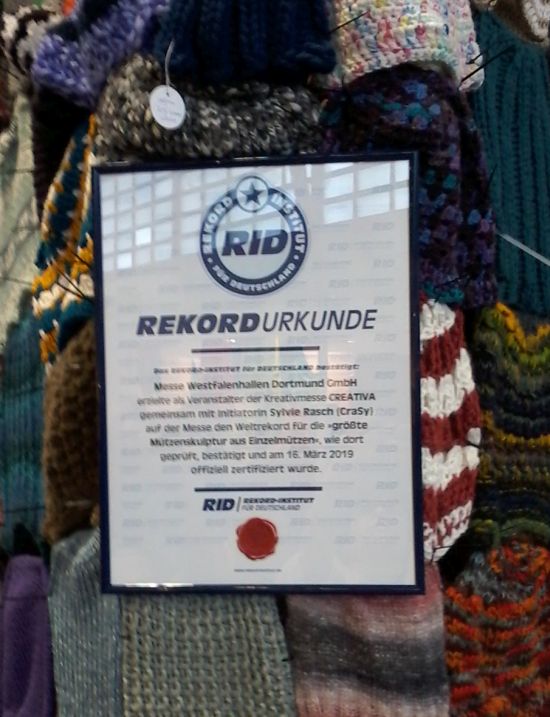 REKORD INSTITUT
RID
FÜR DEUTSCHLAND
REKORDURKUNDE
Das REKORD-INSTITUT für DEUTSCHLAND bestätigt:
Messe Westfalenhallen Dortmund GmbH
erzielte als Veranstalter der Kreativmesse CREATIVA
gemeinsam mit Initiatorin Sylvie Rasch (CraSy)
auf der Messe den Weltrekord für die »größte
Mützenskulptur aus Einzelmützen«, wie dort
geprüft, bestätigt und am 16. März 2019
offiziell zertifiziert wurde.
RID REKORD-INSTITUT
FÜR DEUTSCHLAND